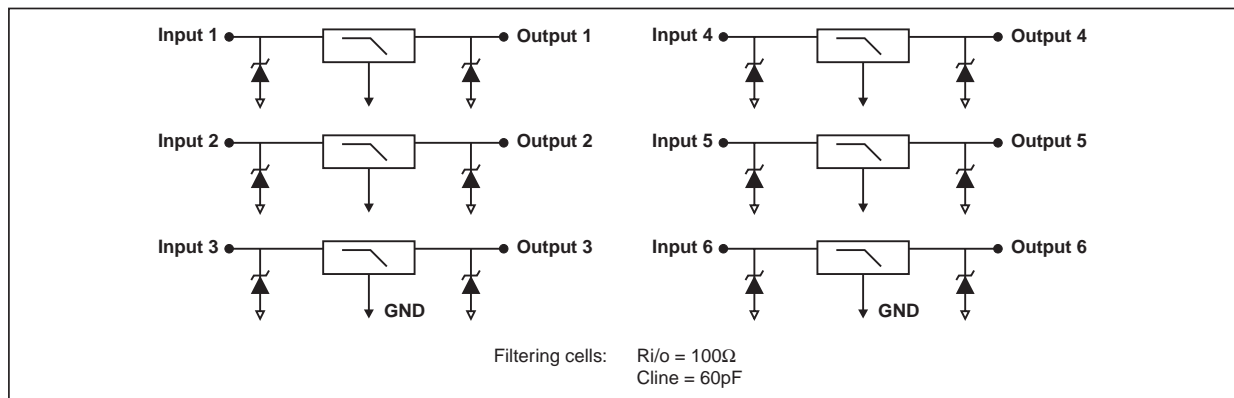 Input 1 Output 1 Input 4 Output 4
Input 2 Output 2 Input 5 Output 5
Input 3 Output 3 Input 6 Output 6
GND GND
Filtering cells: Ri/o = 100Ω
Cline = 60pF